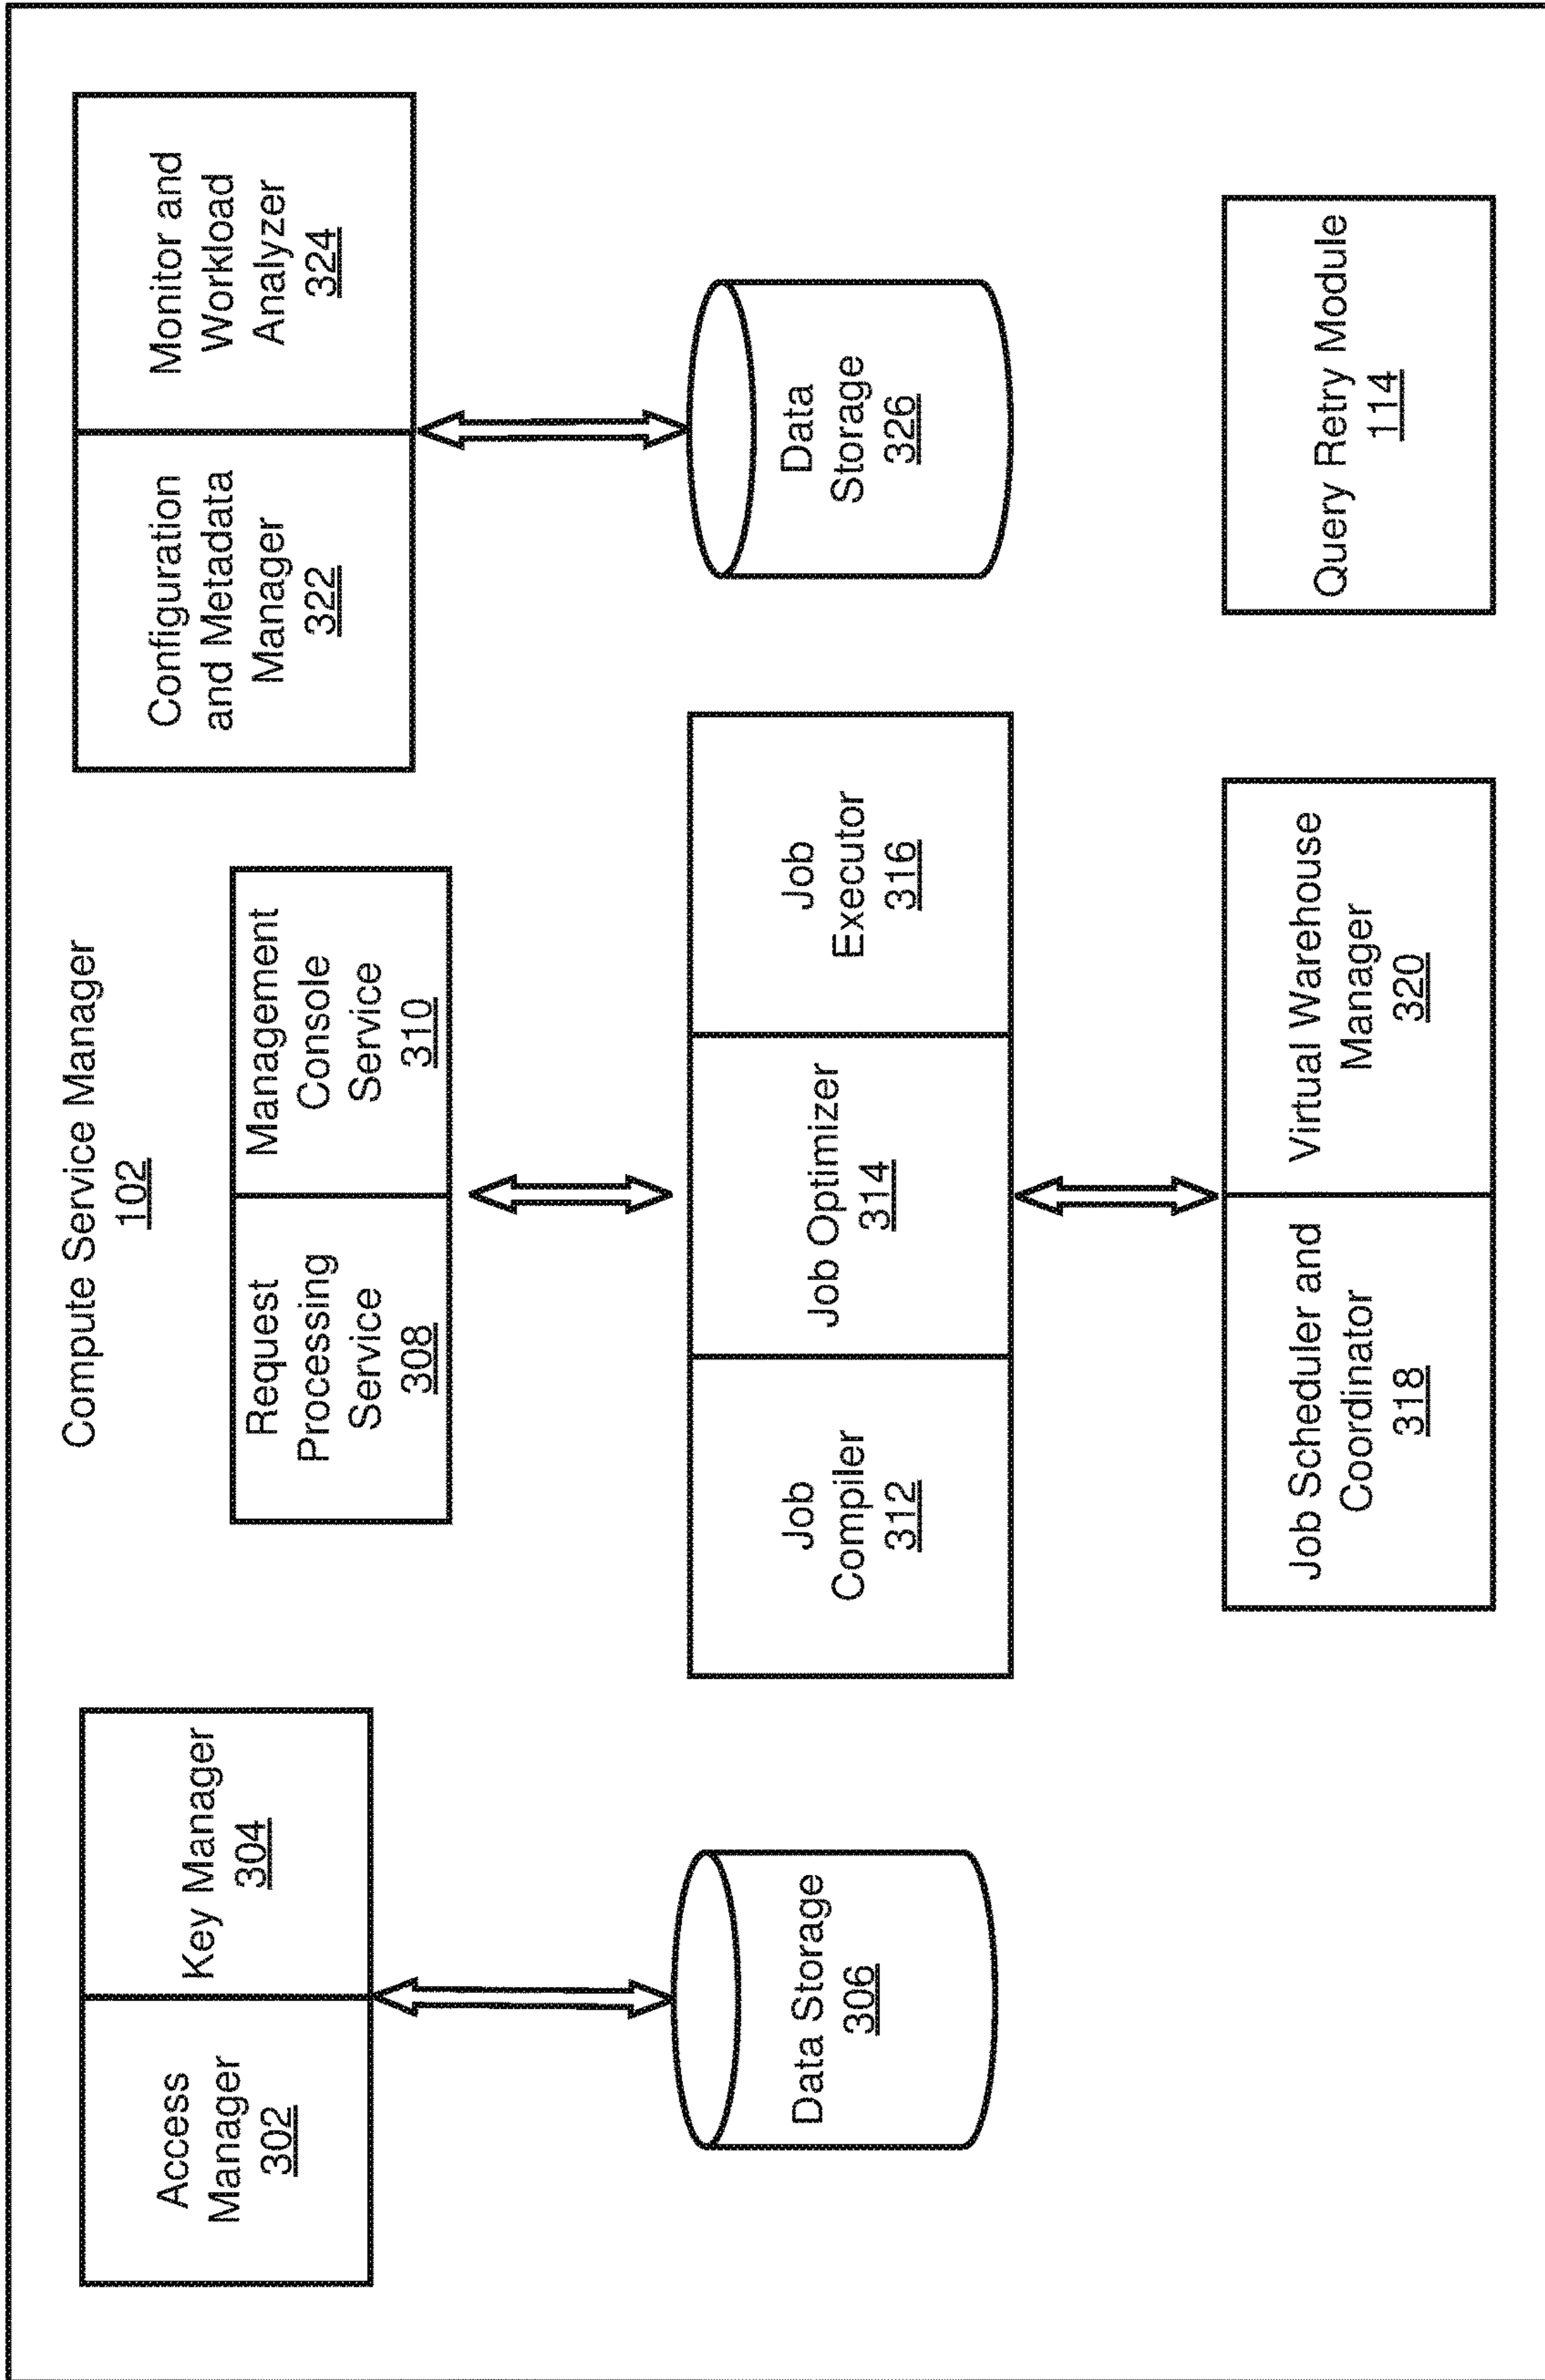 Compute Service Manager
102
Access
Manager
302
Key Manager
304
Request
Processing
Service
308
Management
Console
Service
310
Configuration
and Metadata
Manager
322
Monitor and
Workload
Analyzer
324
Data Storage
306
Job
Compiler
312
Job Optimizer
314
Job
Executor
316
Data
Storage
326
Job Scheduler and
Coordinator
318
Virtual Warehouse
Manager
320
Query Retry Module
114